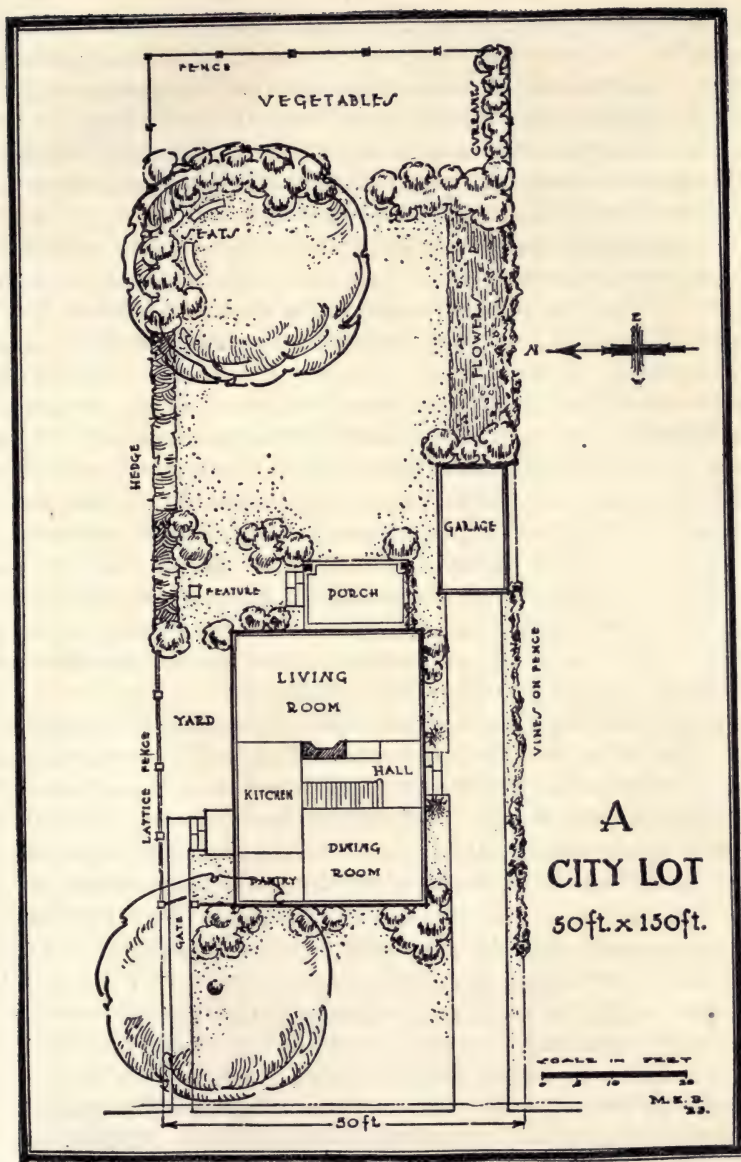 FENCE
VEGETABLES
CURRANTS
SEATS
FLOWERS
N
E
HEDGE
GARAGE
FEATURE
PORCH
LIVING
ROOM
VINES ON FENCE
YARD
LATTICE FENCE
HALL
KITCHEN
DINING
ROOM
PANTRY
GATE
A
CITY LOT
50ft. x 150ft.
SCALE IN FEET
0 5 10 20
M.E.B.
'23.
50ft